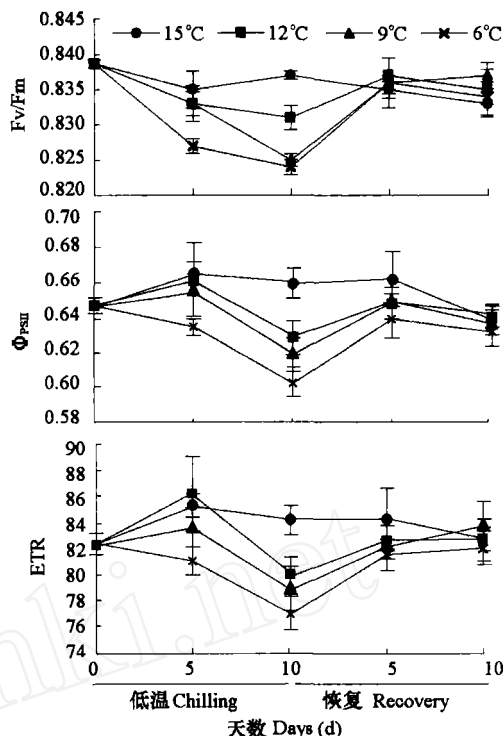 15℃ 12℃ 9℃ 6℃
0.845
0.840
0.835
0.830
0.825
0.820
Fv/Fm
0.70
0.68
0.66
0.64
0.62
0.60
0.58
ΦPSII
90
88
86
84
82
80
78
76
74
ETR
0 5 10 5 10
低温 Chilling 恢复 Recovery
天数 Days (d)
nki.net